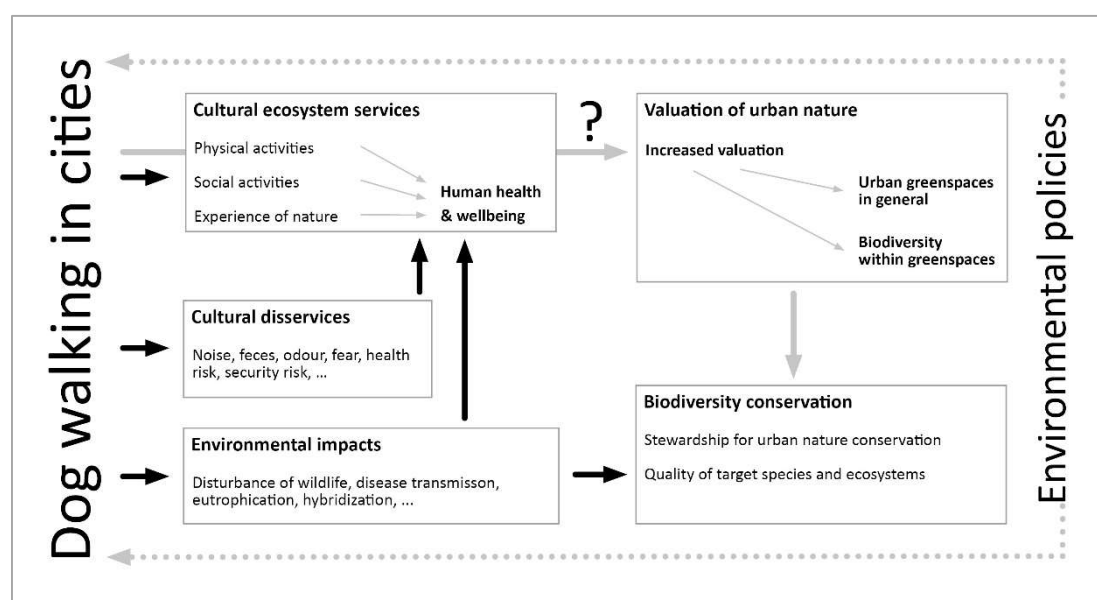 Dog walking in cities
Cultural ecosystem services
Physical activities
Social activities
Experience of nature
Human health
& wellbeing
?
Valuation of urban nature
Increased valuation
Urban greenspaces
in general
Biodiversity
within greenspaces
Cultural disservices
Noise, feces, odour, fear, health
risk, security risk, ...
Environmental impacts
Disturbance of wildlife, disease transmisson,
eutrophication, hybridization, ...
Biodiversity conservation
Stewardship for urban nature conservation
Quality of target species and ecosystems
Environmental policies